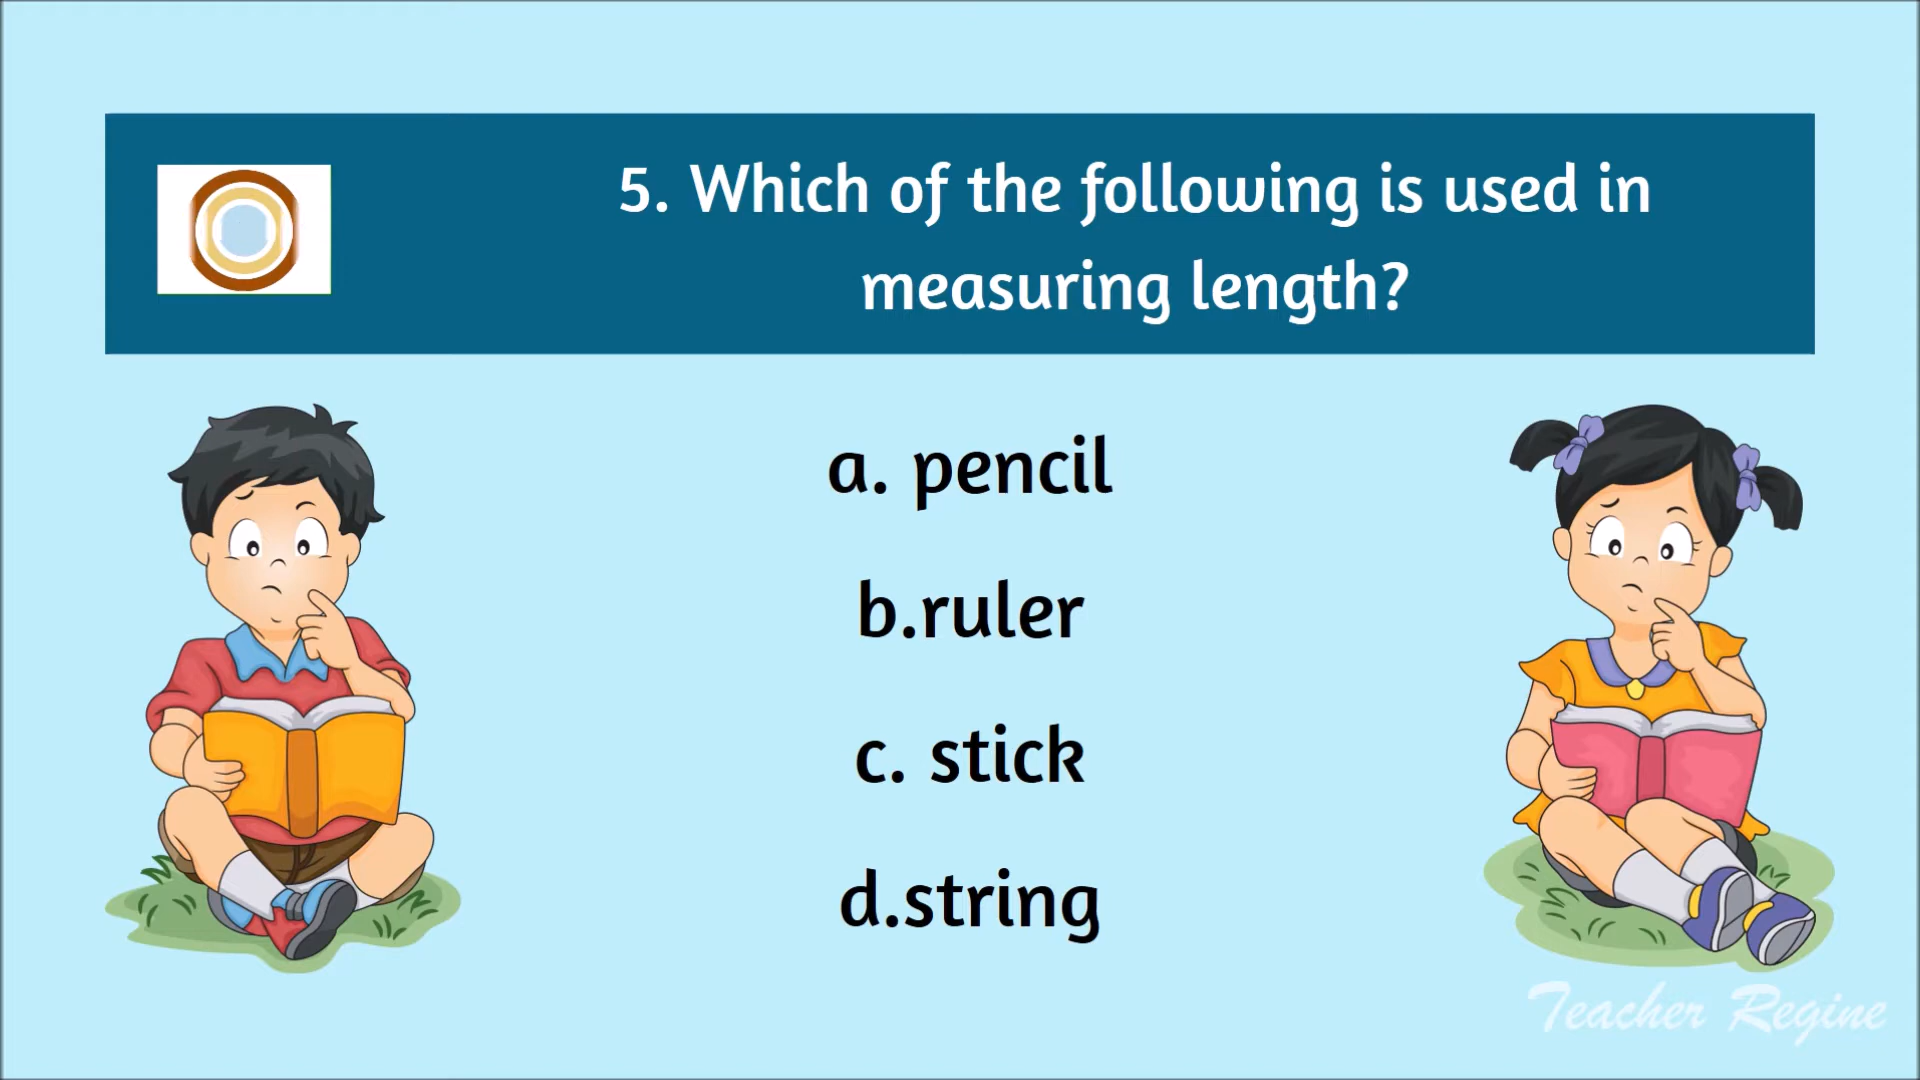 5. Which of the following is used in
measuring length?
a. pencil
b.ruler
c. stick
d.string
Teacher Regine